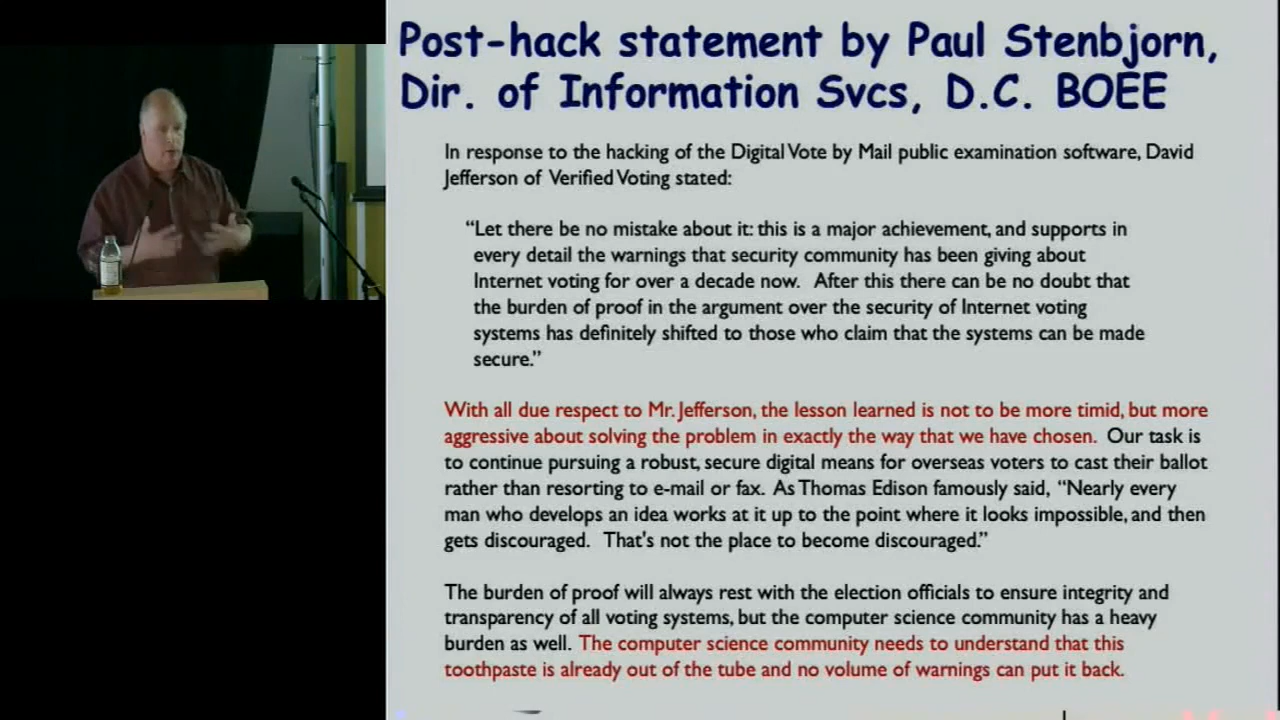 Post-hack statement by Paul Stenbjorn,
Dir. of Information Svcs, D.C. BOEE
In response to the hacking of the Digital Vote by Mail public examination software, David
Jefferson of Verified Voting stated:
“Let there be no mistake about it: this is a major achievement, and supports in
every detail the warnings that security community has been giving about
Internet voting for over a decade now. After this there can be no doubt that
the burden of proof in the argument over the security of Internet voting
systems has definitely shifted to those who claim that the systems can be made
secure.”
With all due respect to Mr. Jefferson, the lesson learned is not to be more timid, but more
aggressive about solving the problem in exactly the way that we have chosen. Our task is
to continue pursuing a robust, secure digital means for overseas voters to cast their ballot
rather than resorting to e-mail or fax. As Thomas Edison famously said, “Nearly every
man who develops an idea works at it up to the point where it looks impossible, and then
gets discouraged. That's not the place to become discouraged.”
The burden of proof will always rest with the election officials to ensure integrity and
transparency of all voting systems, but the computer science community has a heavy
burden as well. The computer science community needs to understand that this
toothpaste is already out of the tube and no volume of warnings can put it back.